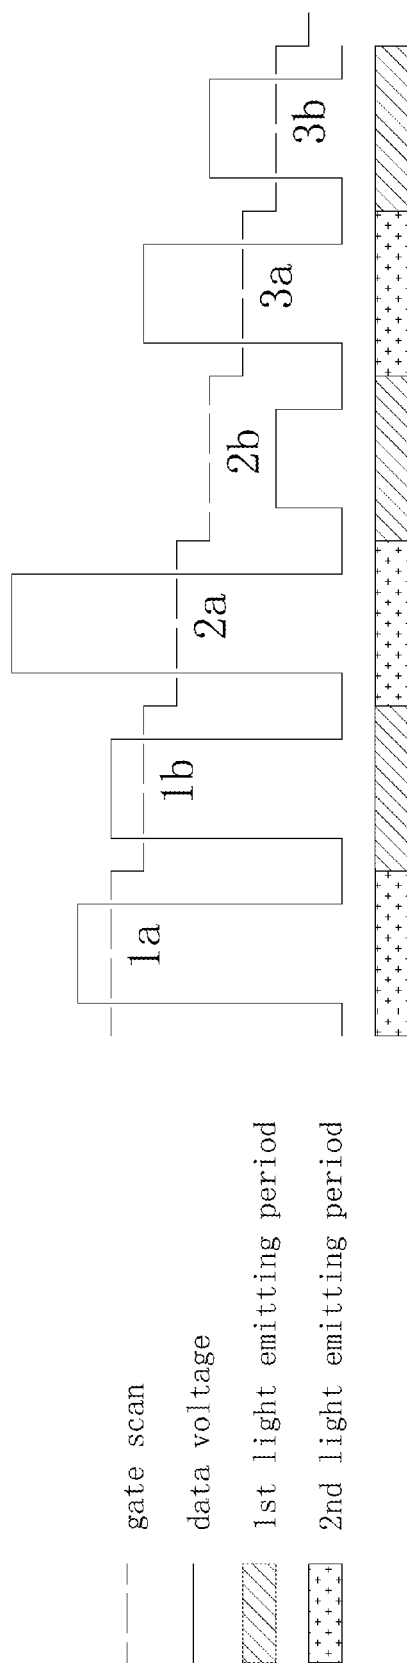 1a
1b
2a
2b
3a
3b
gate scan
data voltage
1st light emitting period
2nd light emitting period